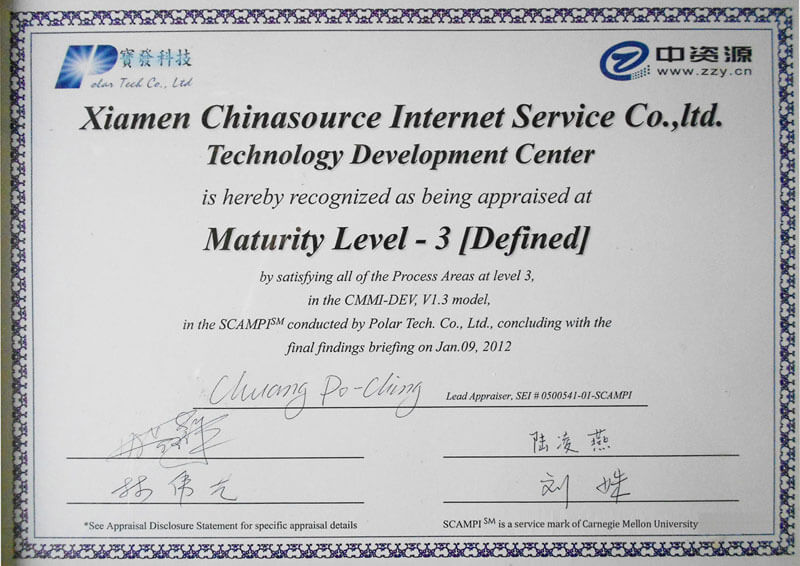 寶發科技
Polar Tech Co., Ltd
中资源
www.zzy.cn
Xiamen Chinasource Internet Service Co.,ltd.
Technology Development Center
is hereby recognized as being appraised at
Maturity Level - 3 [Defined]
by satisfying all of the Process Areas at level 3,
in the CMMI-DEV, V1.3 model,
in the SCAMPI℠ conducted by Polar Tech. Co., Ltd., concluding with the
final findings briefing on Jan.09, 2012
Chuang Po-Ching
Lead Appraiser, SEI # 0500541-01-SCAMPI
陆凌燕
林伟
刘姝
*See Appraisal Disclosure Statement for specific appraisal details
SCAMPI ℠ is a service mark of Carnegie Mellon University